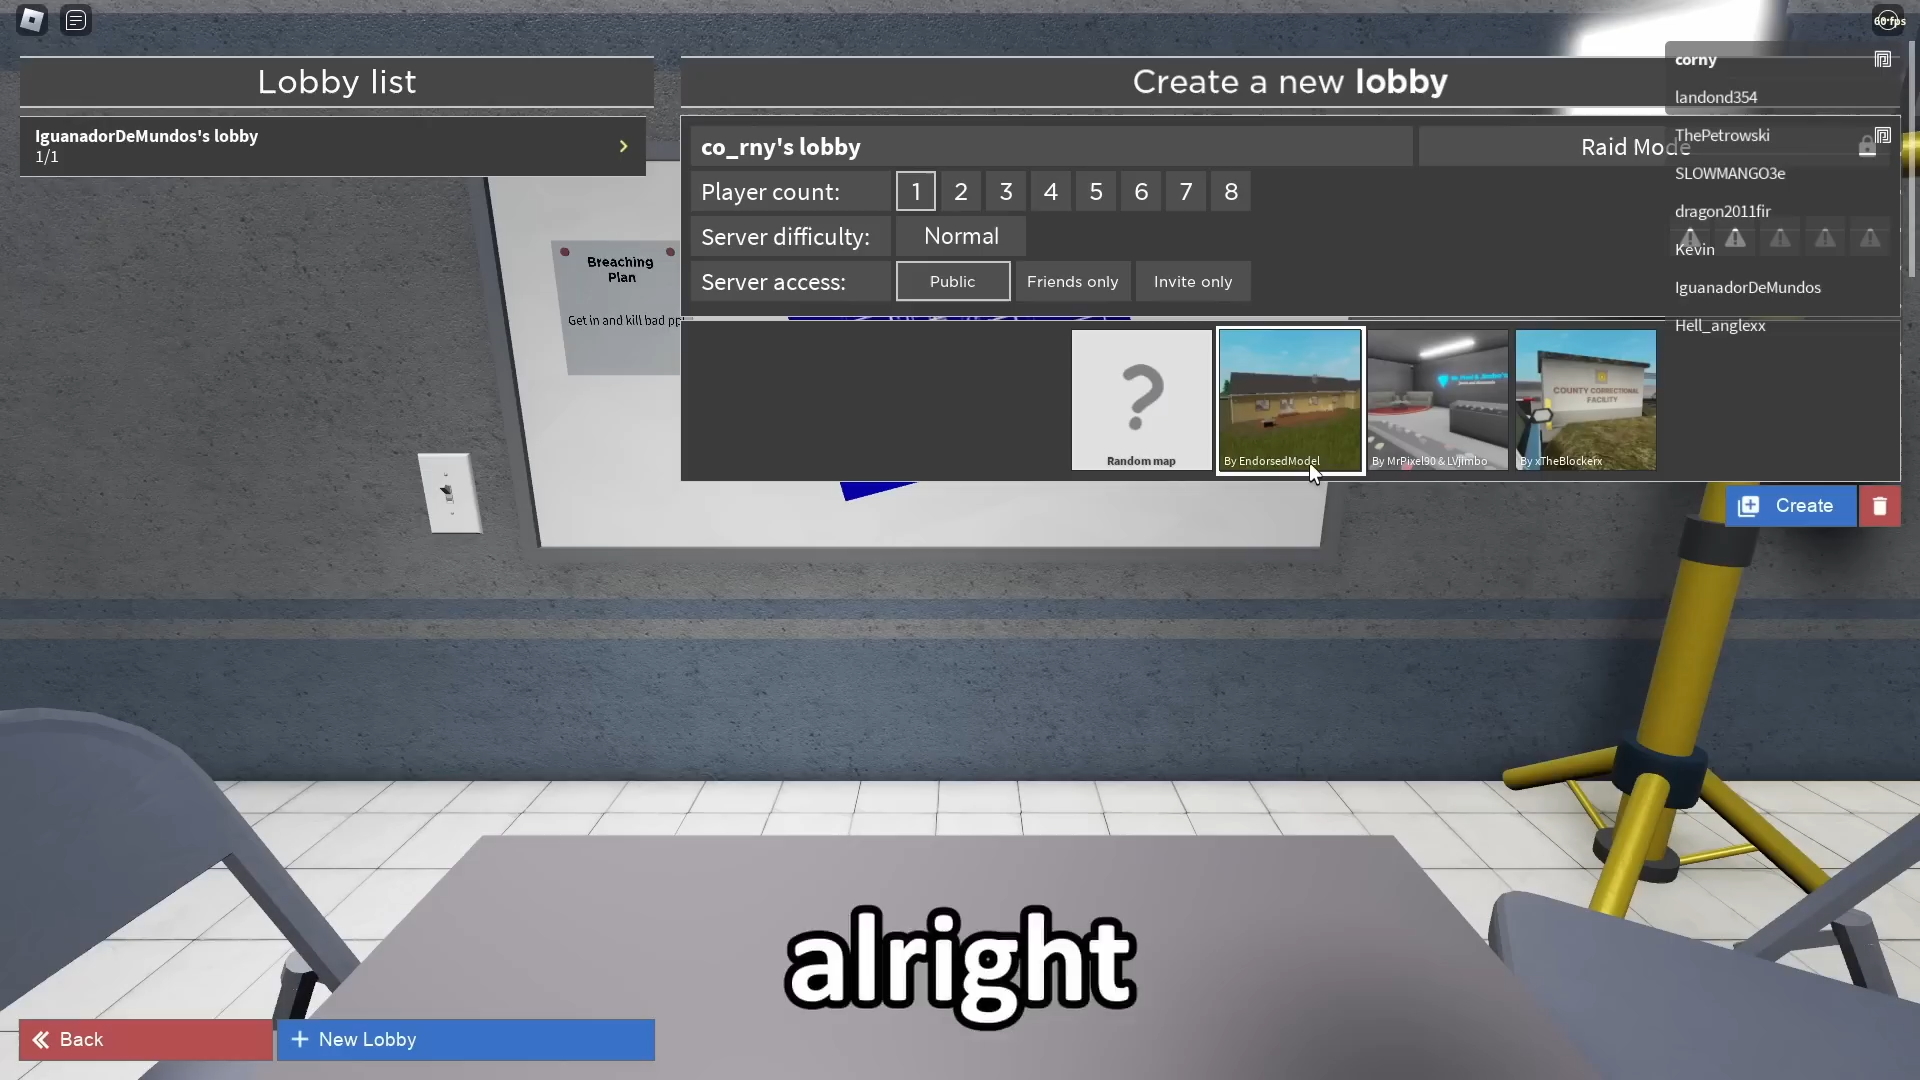 60 fps
Lobby list
IguanadorDeMundos's lobby
1/1
Create a new lobby
co_rny's lobby
Raid Mode
Player count:
1 2 3 4 5 6 7 8
Server difficulty:
Normal
Server access:
Public
Friends only
Invite only
corny
landond354
ThePetrowski
SLOWMANGO3e
dragon2011fir
Kevin
IguanadorDeMundos
Hell_anglexx
Breaching
Plan
Get in and kill bad pp
?
Random map
By EndorsedModel
By MrPixel90 & LVjimbo
COUNTY CORRECTIONAL
FACILITY
By xTheBlockerx
Create
alright
Back
New Lobby